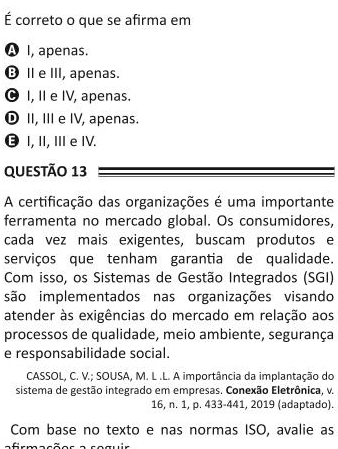 É correto o que se afirma em
A I, apenas.
B II e III, apenas.
C I, II e IV, apenas.
D II, III e IV, apenas.
E I, II, III e IV.
QUESTÃO 13
A certificação das organizações é uma importante
ferramenta no mercado global. Os consumidores,
cada vez mais exigentes, buscam produtos e
serviços que tenham garantia de qualidade.
Com isso, os Sistemas de Gestão Integrados (SGI)
são implementados nas organizações visando
atender às exigências do mercado em relação aos
processos de qualidade, meio ambiente, segurança
e responsabilidade social.
CASSOL, C. V.; SOUSA, M. L .L. A importância da implantação do
sistema de gestão integrado em empresas. Conexão Eletrônica, v.
16, n. 1, p. 433-441, 2019 (adaptado).
Com base no texto e nas normas ISO, avalie as
afirmações a seguir